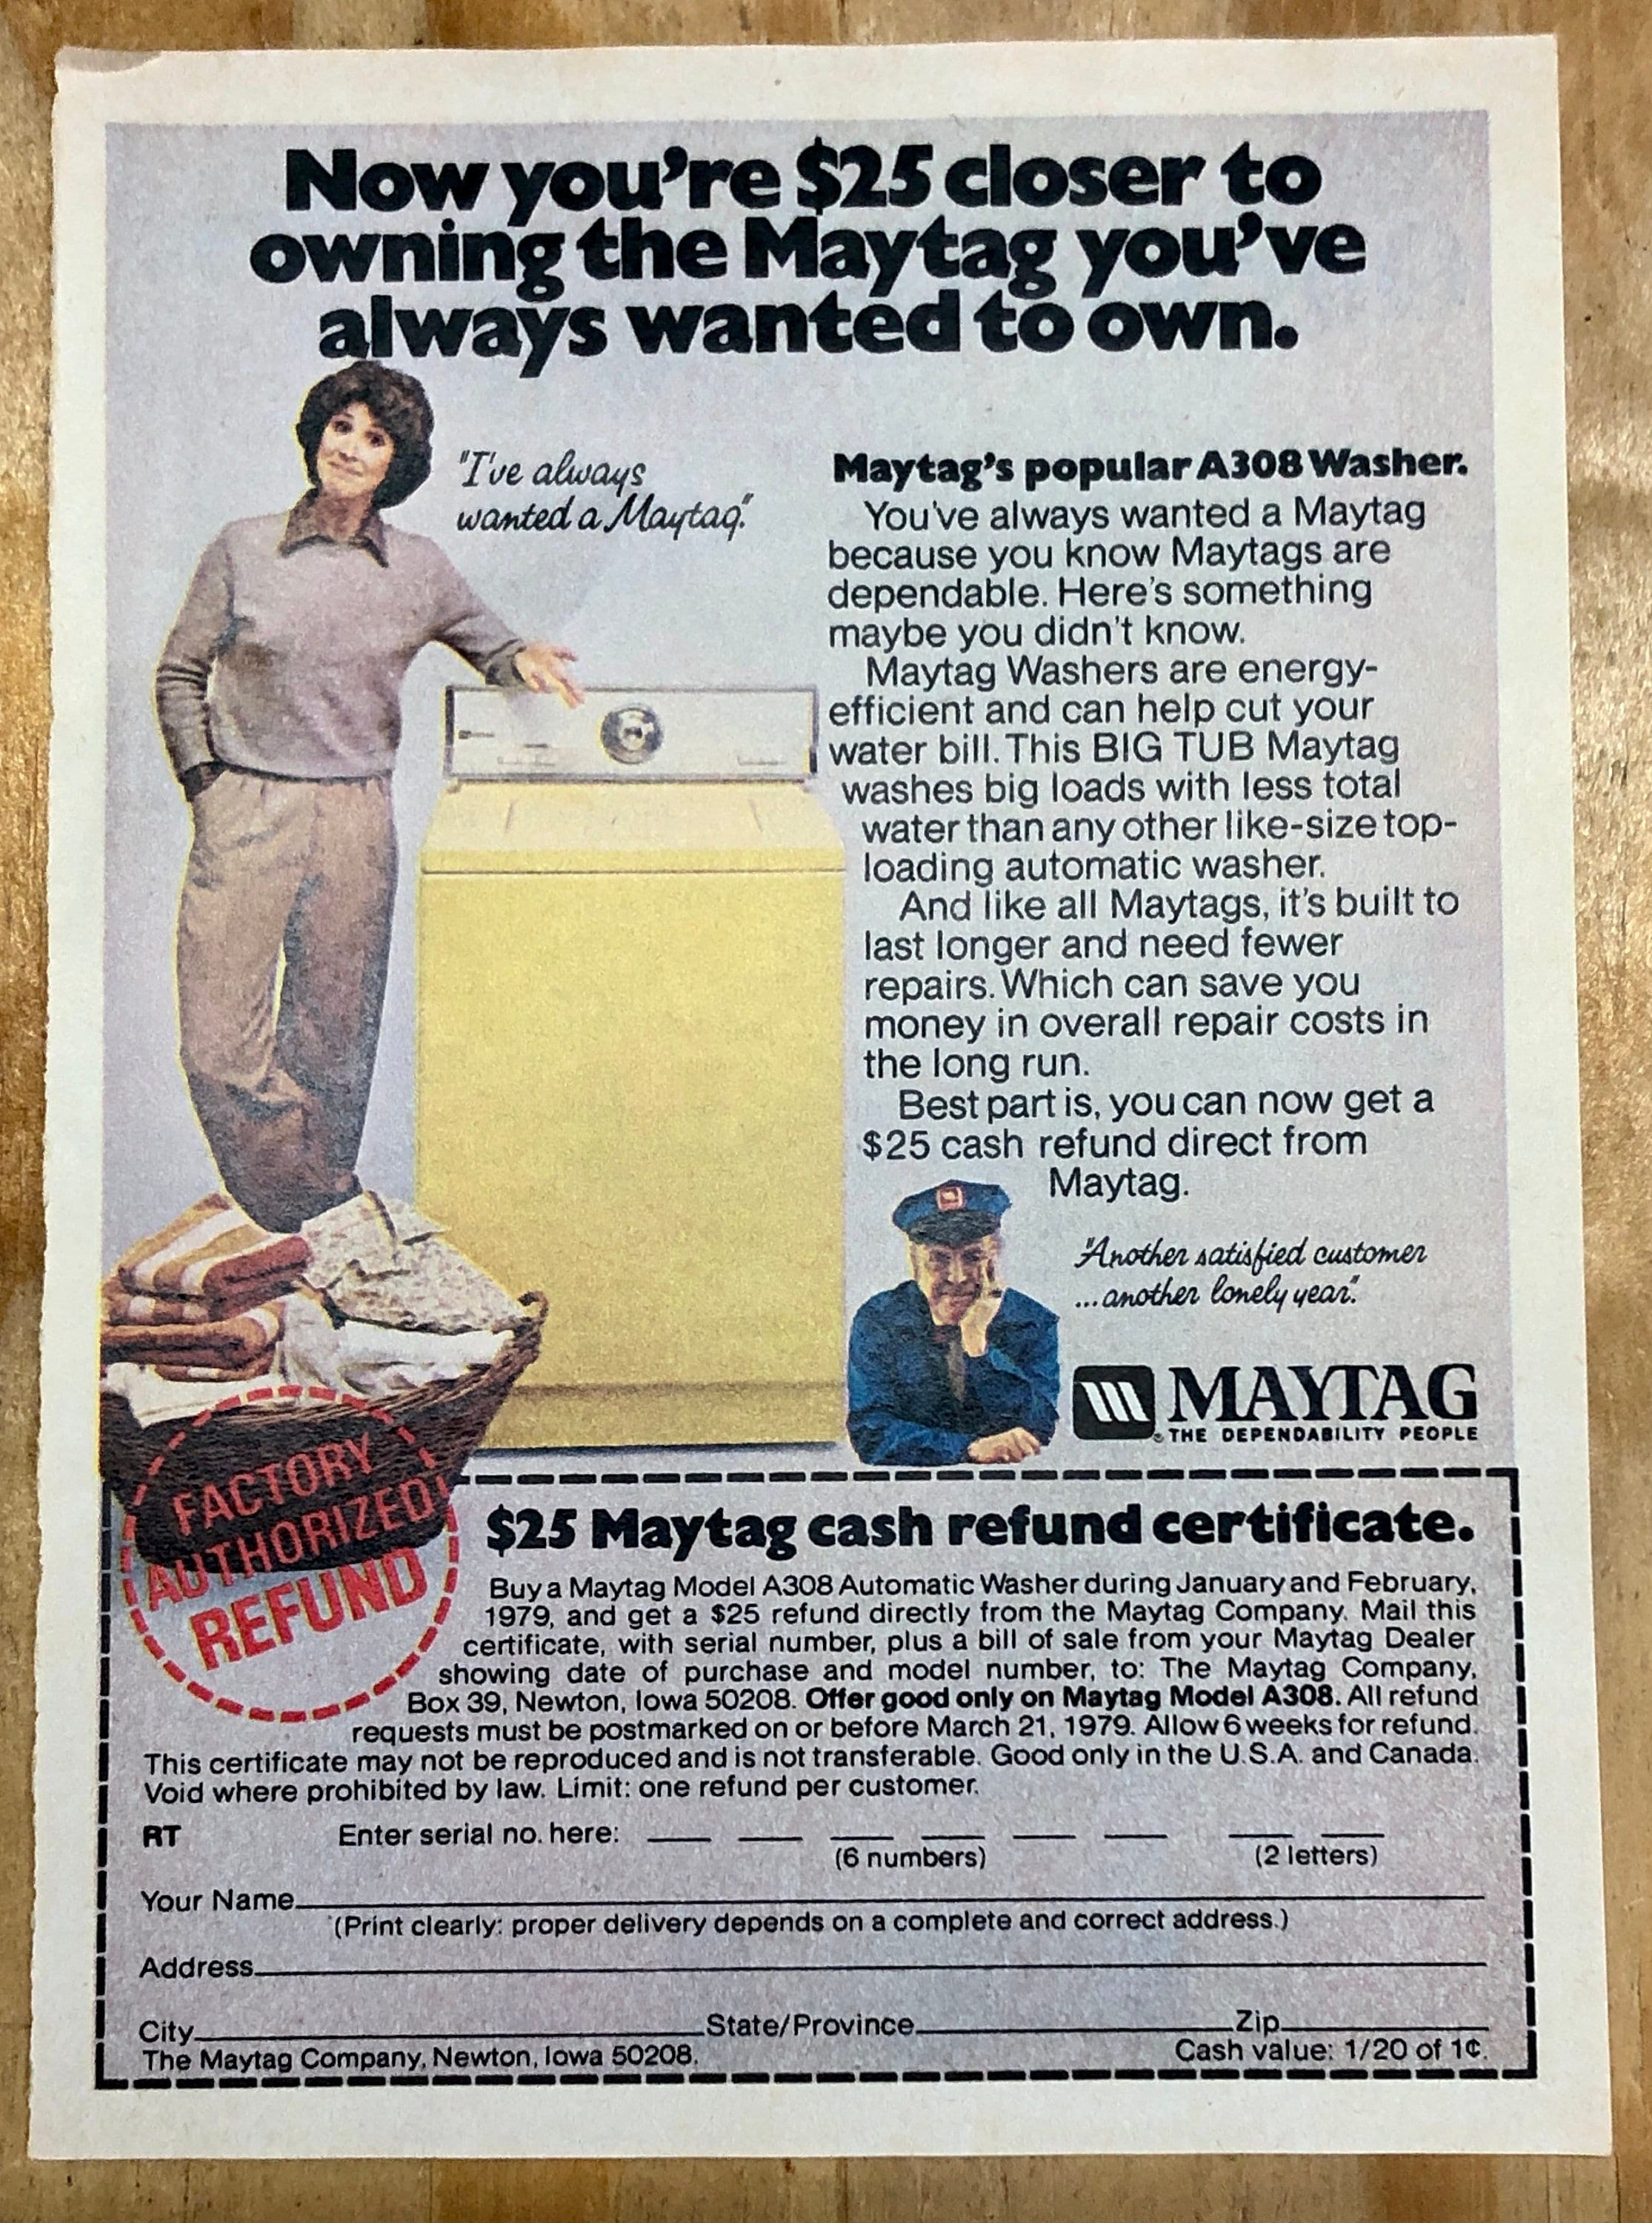 Now you're $25 closer to
owning the Maytag you've
always wanted to own.
"I've always
wanted a Maytag."
Maytag's popular A308 Washer.
You've always wanted a Maytag
because you know Maytags are
dependable. Here's something
maybe you didn't know.
Maytag Washers are energy-
efficient and can help cut your
water bill. This BIG TUB Maytag
washes big loads with less total
water than any other like-size top-
loading automatic washer.
And like all Maytags, it's built to
last longer and need fewer
repairs. Which can save you
money in overall repair costs in
the long run.
Best part is, you can now get a
$25 cash refund direct from
Maytag.
"Another satisfied customer
...another lonely year."
MAYTAG
® THE DEPENDABILITY PEOPLE
FACTORY
AUTHORIZED
REFUND
$25 Maytag cash refund certificate.
Buy a Maytag Model A308 Automatic Washer during January and February,
1979, and get a $25 refund directly from the Maytag Company. Mail this
certificate, with serial number, plus a bill of sale from your Maytag Dealer
showing date of purchase and model number, to: The Maytag Company,
Box 39, Newton, Iowa 50208. Offer good only on Maytag Model A308. All refund
requests must be postmarked on or before March 21, 1979. Allow 6 weeks for refund.
This certificate may not be reproduced and is not transferable. Good only in the U.S.A. and Canada.
Void where prohibited by law. Limit: one refund per customer.
RT Enter serial no. here:
(6 numbers) (2 letters)
Your Name
(Print clearly: proper delivery depends on a complete and correct address.)
Address
City State/Province Zip
The Maytag Company, Newton, Iowa 50208. Cash value: 1/20 of 1¢.